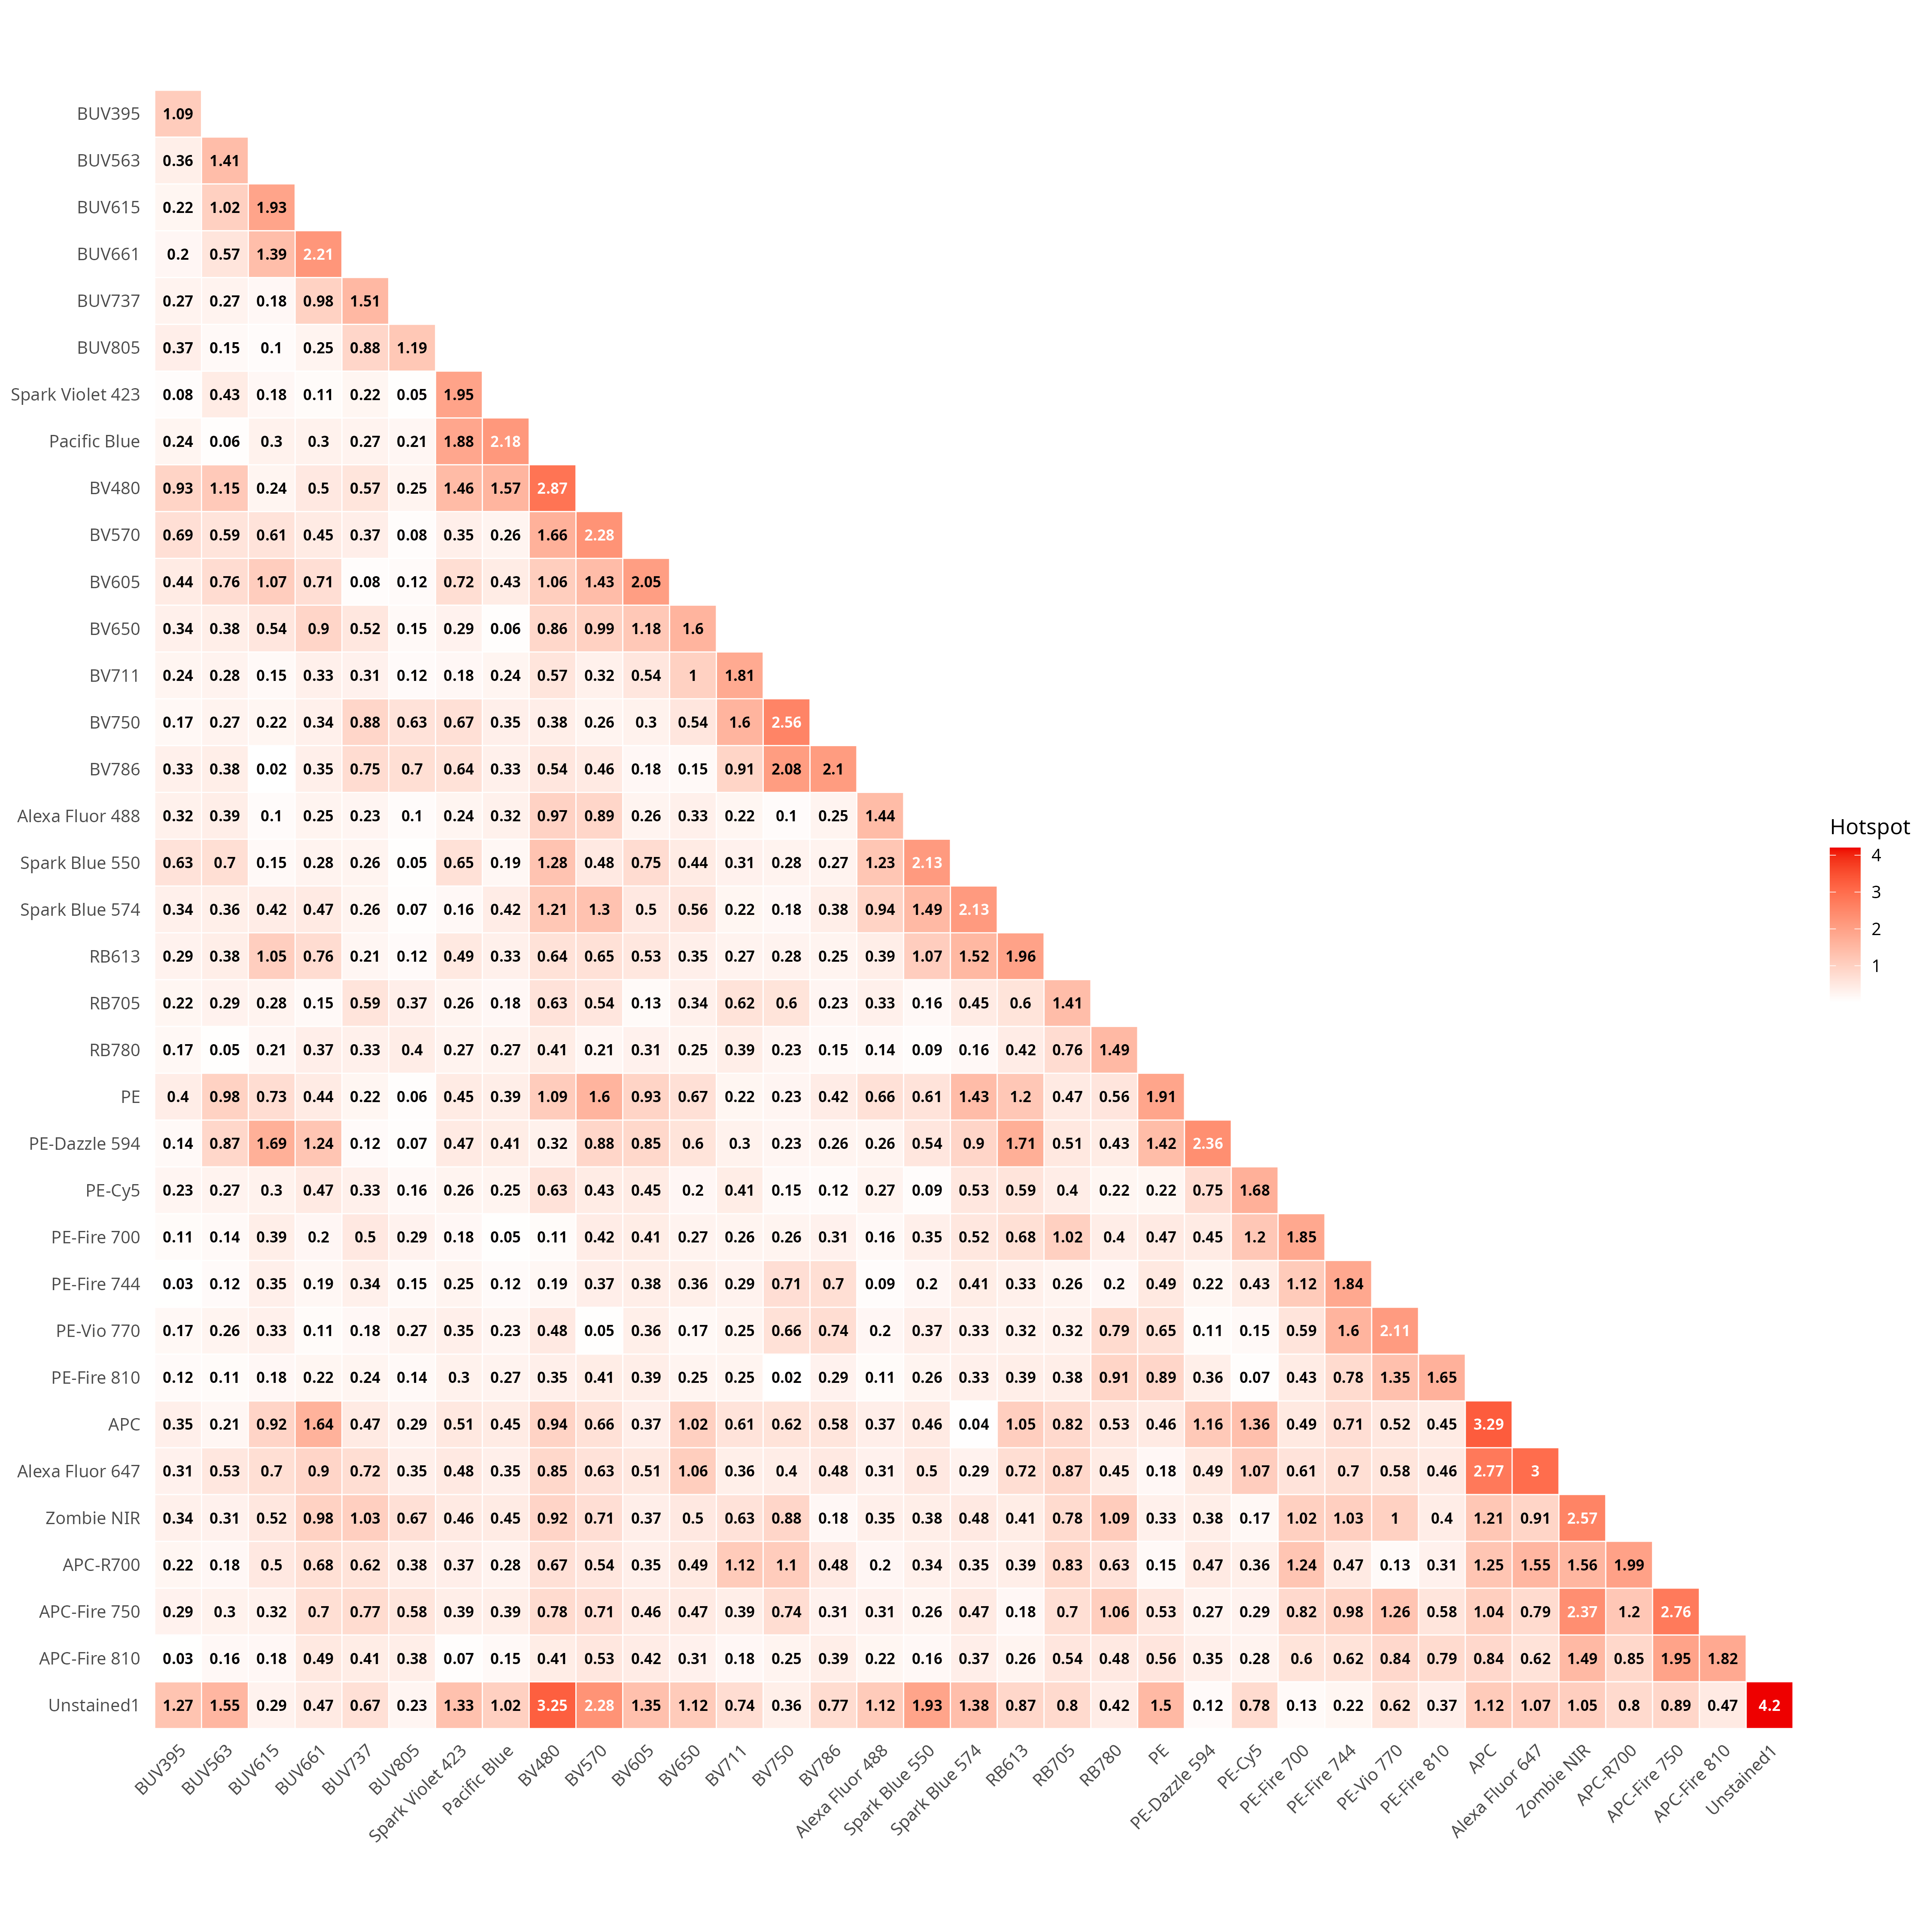 BUV395 1.09
BUV563 0.36 1.41
BUV615 0.22 1.02 1.93
BUV661 0.2 0.57 1.39 2.21
BUV737 0.27 0.27 0.18 0.98 1.51
BUV805 0.37 0.15 0.1 0.25 0.88 1.19
Spark Violet 423 0.08 0.43 0.18 0.11 0.22 0.05 1.95
Pacific Blue 0.24 0.06 0.3 0.3 0.27 0.21 1.88 2.18
BV480 0.93 1.15 0.24 0.5 0.57 0.25 1.46 1.57 2.87
BV570 0.69 0.59 0.61 0.45 0.37 0.08 0.35 0.26 1.66 2.28
BV605 0.44 0.76 1.07 0.71 0.08 0.12 0.72 0.43 1.06 1.43 2.05
BV650 0.34 0.38 0.54 0.9 0.52 0.15 0.29 0.06 0.86 0.99 1.18 1.6
BV711 0.24 0.28 0.15 0.33 0.31 0.12 0.18 0.24 0.57 0.32 0.54 1 1.81
BV750 0.17 0.27 0.22 0.34 0.88 0.63 0.67 0.35 0.38 0.26 0.3 0.54 1.6 2.56
BV786 0.33 0.38 0.02 0.35 0.75 0.7 0.64 0.33 0.54 0.46 0.18 0.15 0.91 2.08 2.1
Alexa Fluor 488 0.32 0.39 0.1 0.25 0.23 0.1 0.24 0.32 0.97 0.89 0.26 0.33 0.22 0.1 0.25 1.44
Hotspot
Spark Blue 550 0.63 0.7 0.15 0.28 0.26 0.05 0.65 0.19 1.28 0.48 0.75 0.44 0.31 0.28 0.27 1.23 2.13
4
3
Spark Blue 574 0.34 0.36 0.42 0.47 0.26 0.07 0.16 0.42 1.21 1.3 0.5 0.56 0.22 0.18 0.38 0.94 1.49 2.13
2
RB613 0.29 0.38 1.05 0.76 0.21 0.12 0.49 0.33 0.64 0.65 0.53 0.35 0.27 0.28 0.25 0.39 1.07 1.52 1.96
1
RB705 0.22 0.29 0.28 0.15 0.59 0.37 0.26 0.18 0.63 0.54 0.13 0.34 0.62 0.6 0.23 0.33 0.16 0.45 0.6 1.41
RB780 0.17 0.05 0.21 0.37 0.33 0.4 0.27 0.27 0.41 0.21 0.31 0.25 0.39 0.23 0.15 0.14 0.09 0.16 0.42 0.76 1.49
PE 0.4 0.98 0.73 0.44 0.22 0.06 0.45 0.39 1.09 1.6 0.93 0.67 0.22 0.23 0.42 0.66 0.61 1.43 1.2 0.47 0.56 1.91
PE-Dazzle 594 0.14 0.87 1.69 1.24 0.12 0.07 0.47 0.41 0.32 0.88 0.85 0.6 0.3 0.23 0.26 0.26 0.54 0.9 1.71 0.51 0.43 1.42 2.36
PE-Cy5 0.23 0.27 0.3 0.47 0.33 0.16 0.26 0.25 0.63 0.43 0.45 0.2 0.41 0.15 0.12 0.27 0.09 0.53 0.59 0.4 0.22 0.22 0.75 1.68
PE-Fire 700 0.11 0.14 0.39 0.2 0.5 0.29 0.18 0.05 0.11 0.42 0.41 0.27 0.26 0.26 0.31 0.16 0.35 0.52 0.68 1.02 0.4 0.47 0.45 1.2 1.85
PE-Fire 744 0.03 0.12 0.35 0.19 0.34 0.15 0.25 0.12 0.19 0.37 0.38 0.36 0.29 0.71 0.7 0.09 0.2 0.41 0.33 0.26 0.2 0.49 0.22 0.43 1.12 1.84
PE-Vio 770 0.17 0.26 0.33 0.11 0.18 0.27 0.35 0.23 0.48 0.05 0.36 0.17 0.25 0.66 0.74 0.2 0.37 0.33 0.32 0.32 0.79 0.65 0.11 0.15 0.59 1.6 2.11
PE-Fire 810 0.12 0.11 0.18 0.22 0.24 0.14 0.3 0.27 0.35 0.41 0.39 0.25 0.25 0.02 0.29 0.11 0.26 0.33 0.39 0.38 0.91 0.89 0.36 0.07 0.43 0.78 1.35 1.65
APC 0.35 0.21 0.92 1.64 0.47 0.29 0.51 0.45 0.94 0.66 0.37 1.02 0.61 0.62 0.58 0.37 0.46 0.04 1.05 0.82 0.53 0.46 1.16 1.36 0.49 0.71 0.52 0.45 3.29
Alexa Fluor 647 0.31 0.53 0.7 0.9 0.72 0.35 0.48 0.35 0.85 0.63 0.51 1.06 0.36 0.4 0.48 0.31 0.5 0.29 0.72 0.87 0.45 0.18 0.49 1.07 0.61 0.7 0.58 0.46 2.77 3
Zombie NIR 0.34 0.31 0.52 0.98 1.03 0.67 0.46 0.45 0.92 0.71 0.37 0.5 0.63 0.88 0.18 0.35 0.38 0.48 0.41 0.78 1.09 0.33 0.38 0.17 1.02 1.03 1 0.4 1.21 0.91 2.57
APC-R700 0.22 0.18 0.5 0.68 0.62 0.38 0.37 0.28 0.67 0.54 0.35 0.49 1.12 1.1 0.48 0.2 0.34 0.35 0.39 0.83 0.63 0.15 0.47 0.36 1.24 0.47 0.13 0.31 1.25 1.55 1.56 1.99
APC-Fire 750 0.29 0.3 0.32 0.7 0.77 0.58 0.39 0.39 0.78 0.71 0.46 0.47 0.39 0.74 0.31 0.31 0.26 0.47 0.18 0.7 1.06 0.53 0.27 0.29 0.82 0.98 1.26 0.58 1.04 0.79 2.37 1.2 2.76
APC-Fire 810 0.03 0.16 0.18 0.49 0.41 0.38 0.07 0.15 0.41 0.53 0.42 0.31 0.18 0.25 0.39 0.22 0.16 0.37 0.26 0.54 0.48 0.56 0.35 0.28 0.6 0.62 0.84 0.79 0.84 0.62 1.49 0.85 1.95 1.82
Unstained1 1.27 1.55 0.29 0.47 0.67 0.23 1.33 1.02 3.25 2.28 1.35 1.12 0.74 0.36 0.77 1.12 1.93 1.38 0.87 0.8 0.42 1.5 0.12 0.78 0.13 0.22 0.62 0.37 1.12 1.07 1.05 0.8 0.89 0.47 4.2
BUV395 BUV563 BUV615 BUV661 BUV737 BUV805 Spark Violet 423 Pacific Blue BV480 BV570 BV605 BV650 BV711 BV750 BV786 Alexa Fluor 488 Spark Blue 550 Spark Blue 574 RB613 RB705 RB780 PE PE-Dazzle 594 PE-Cy5 PE-Fire 700 PE-Fire 744 PE-Vio 770 PE-Fire 810 APC Alexa Fluor 647 Zombie NIR APC-R700 APC-Fire 750 APC-Fire 810 Unstained1